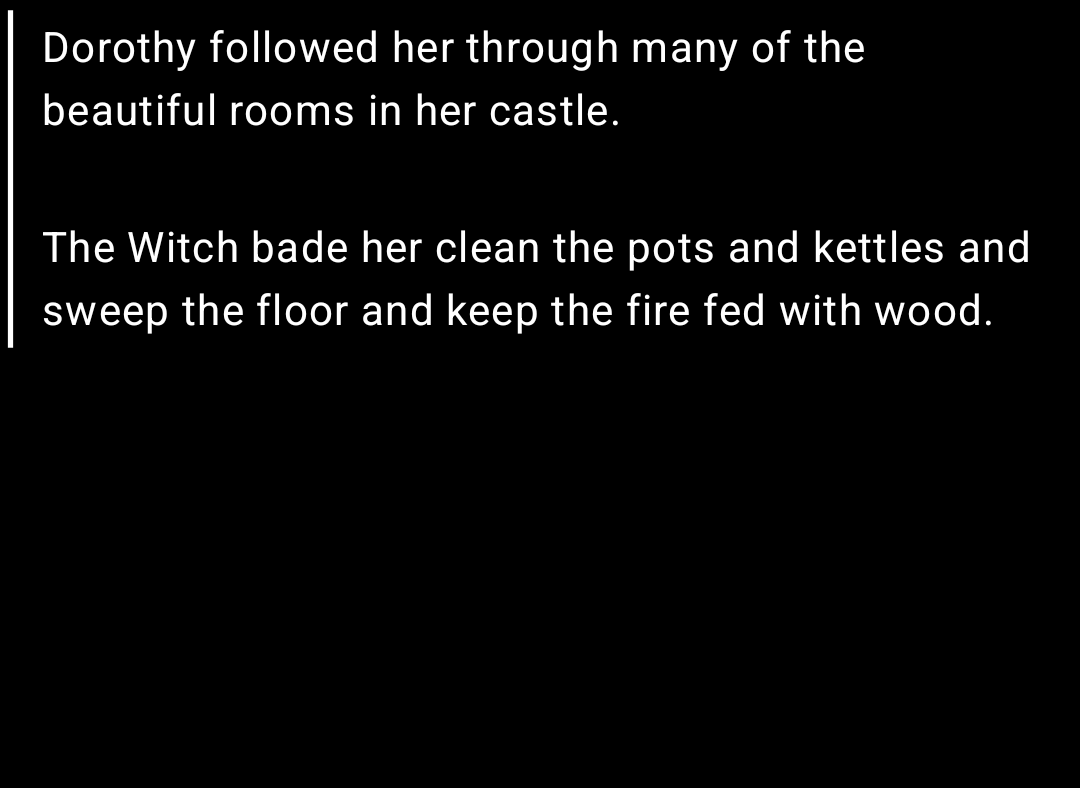 Dorothy followed her through many of the
beautiful rooms in her castle.
The Witch bade her clean the pots and kettles and
sweep the floor and keep the fire fed with wood.